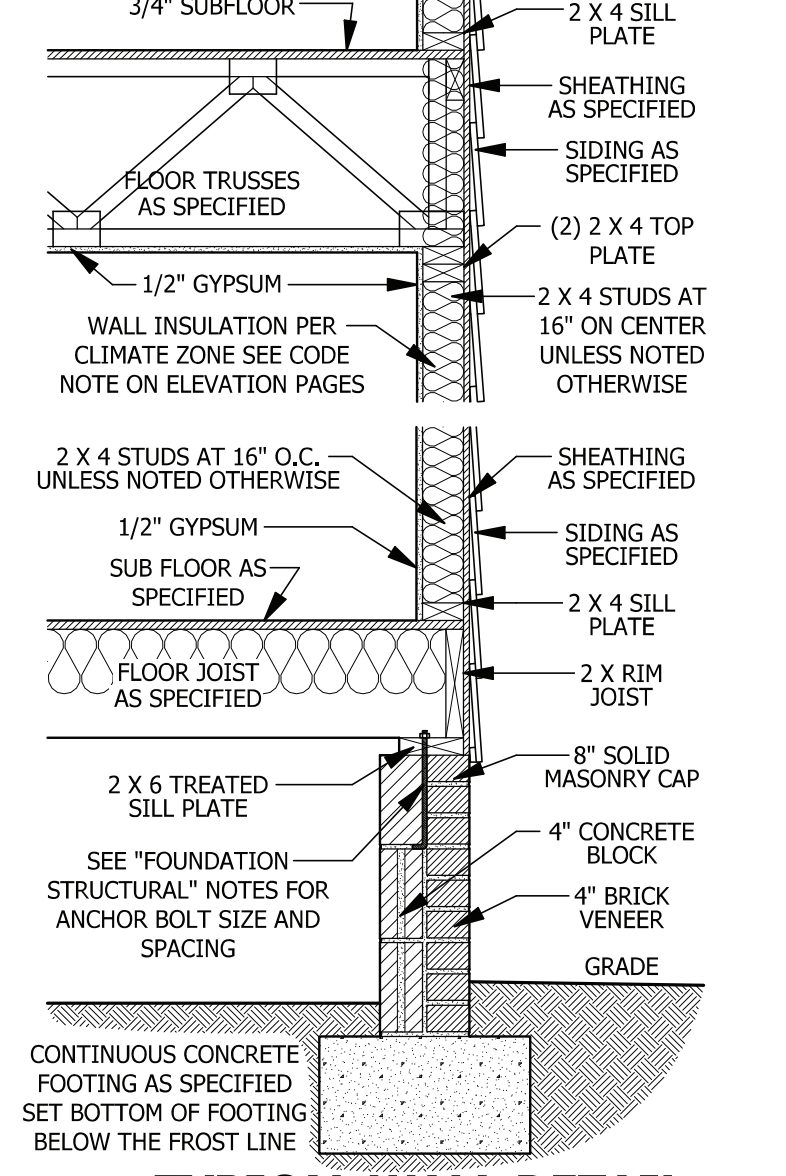 3/4" SUBFLOOR
2 X 4 SILL
PLATE
SHEATHING
AS SPECIFIED
SIDING AS
SPECIFIED
FLOOR TRUSSES
AS SPECIFIED
(2) 2 X 4 TOP
PLATE
1/2" GYPSUM
2 X 4 STUDS AT
16" ON CENTER
UNLESS NOTED
OTHERWISE
WALL INSULATION PER
CLIMATE ZONE SEE CODE
NOTE ON ELEVATION PAGES
2 X 4 STUDS AT 16" O.C.
UNLESS NOTED OTHERWISE
SHEATHING
AS SPECIFIED
1/2" GYPSUM
SIDING AS
SPECIFIED
SUB FLOOR AS
SPECIFIED
2 X 4 SILL
PLATE
FLOOR JOIST
AS SPECIFIED
2 X RIM
JOIST
8" SOLID
MASONRY CAP
2 X 6 TREATED
SILL PLATE
4" CONCRETE
BLOCK
SEE "FOUNDATION
STRUCTURAL" NOTES FOR
ANCHOR BOLT SIZE AND
SPACING
4" BRICK
VENEER
GRADE
CONTINUOUS CONCRETE
FOOTING AS SPECIFIED
SET BOTTOM OF FOOTING
BELOW THE FROST LINE